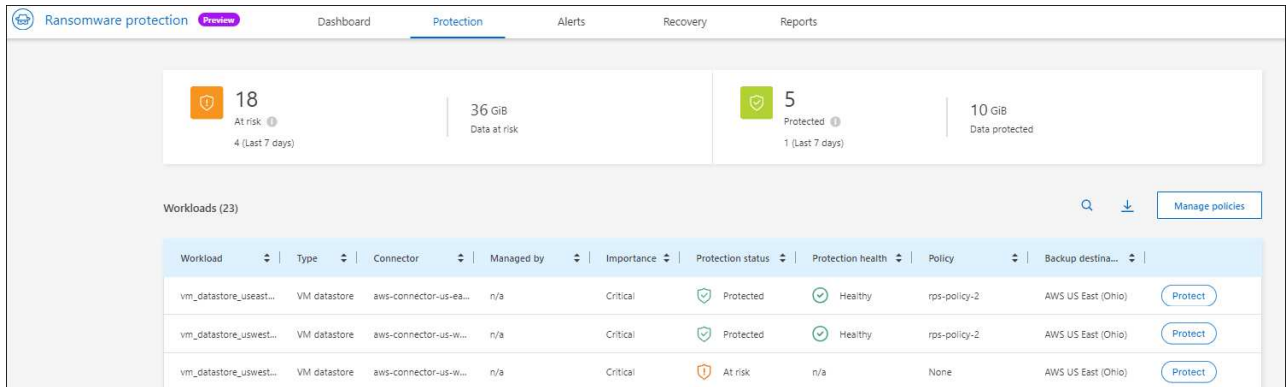 Ransomware protection Preview Dashboard Protection Alerts Recovery Reports
18
At risk
4 (Last 7 days)
36 GiB
Data at risk
5
Protected
1 (Last 7 days)
10 GiB
Data protected
Workloads (23) Manage policies
Workload Type Connector Managed by Importance Protection status Protection health Policy Backup destina...
vm_datastore_useast... VM datastore aws-connector-us-ea... n/a Critical Protected Healthy rps-policy-2 AWS US East (Ohio) Protect
vm_datastore_uswest... VM datastore aws-connector-us-w... n/a Critical Protected Healthy rps-policy-2 AWS US East (Ohio) Protect
vm_datastore_uswest... VM datastore aws-connector-us-w... n/a Critical At risk n/a None AWS US East (Ohio) Protect